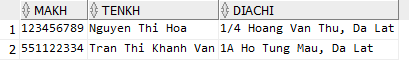 MAKH TENKH DIACHI
1 123456789 Nguyen Thi Hoa 1/4 Hoang Van Thu, Da Lat
2 551122334 Tran Thi Khanh Van 1A Ho Tung Mau, Da Lat